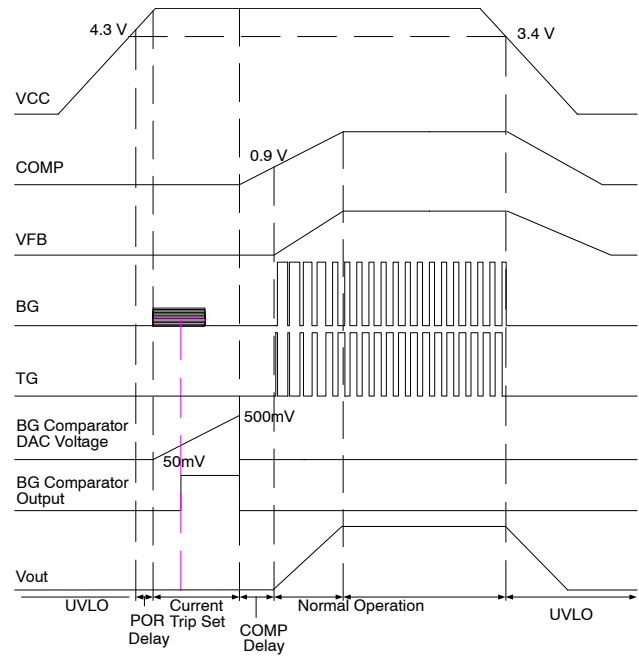 4.3 V
3.4 V
VCC
0.9 V
COMP
VFB
BG
TG
BG Comparator
DAC Voltage
500mV
50mV
BG Comparator
Output
Vout
UVLO
POR
Delay
Current
Trip Set
COMP
Delay
Normal Operation
UVLO